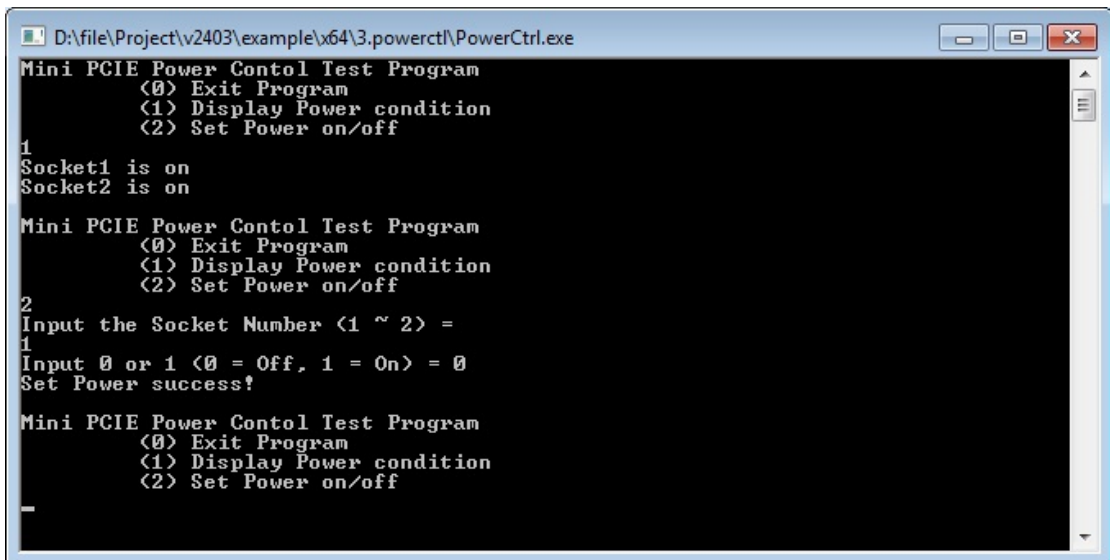 D:\file\Project\v2403\example\x64\3.powerctl\PowerCtrl.exe
Mini PCIE Power Contol Test Program
(0) Exit Program
(1) Display Power condition
(2) Set Power on/off
1
Socket1 is on
Socket2 is on
Mini PCIE Power Contol Test Program
(0) Exit Program
(1) Display Power condition
(2) Set Power on/off
2
Input the Socket Number (1 ~ 2) =
1
Input 0 or 1 (0 = Off, 1 = On) = 0
Set Power success!
Mini PCIE Power Contol Test Program
(0) Exit Program
(1) Display Power condition
(2) Set Power on/off